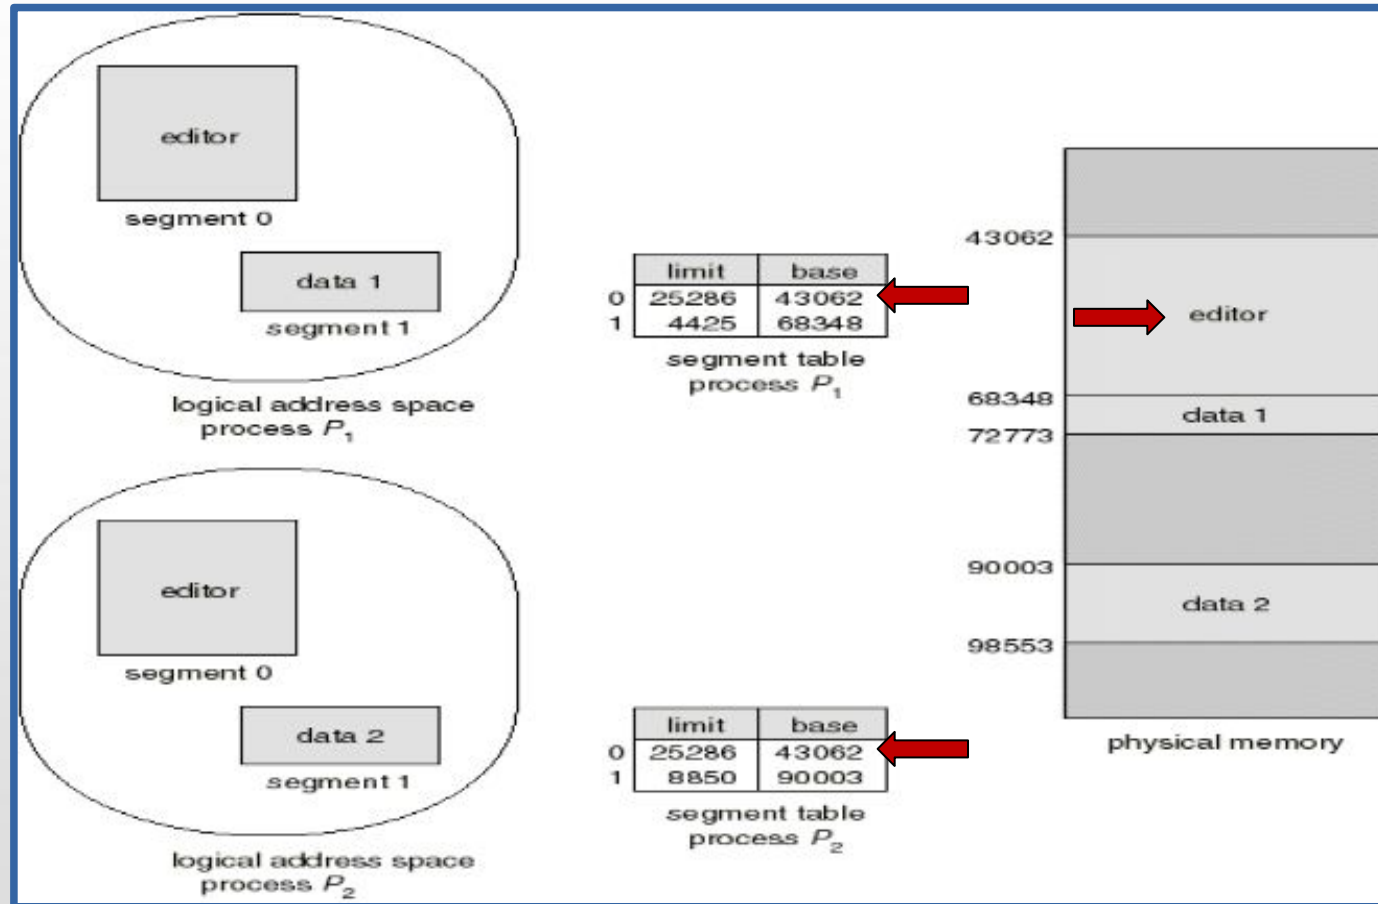 editor
segment 0
data 1
segment 1
logical address space
process P1
limit base
0 25286 43062
1 4425 68348
segment table
process P1
43062
editor
68348
data 1
72773
90003
data 2
98553
physical memory
editor
segment 0
data 2
segment 1
logical address space
process P2
limit base
0 25286 43062
1 8850 90003
segment table
process P2